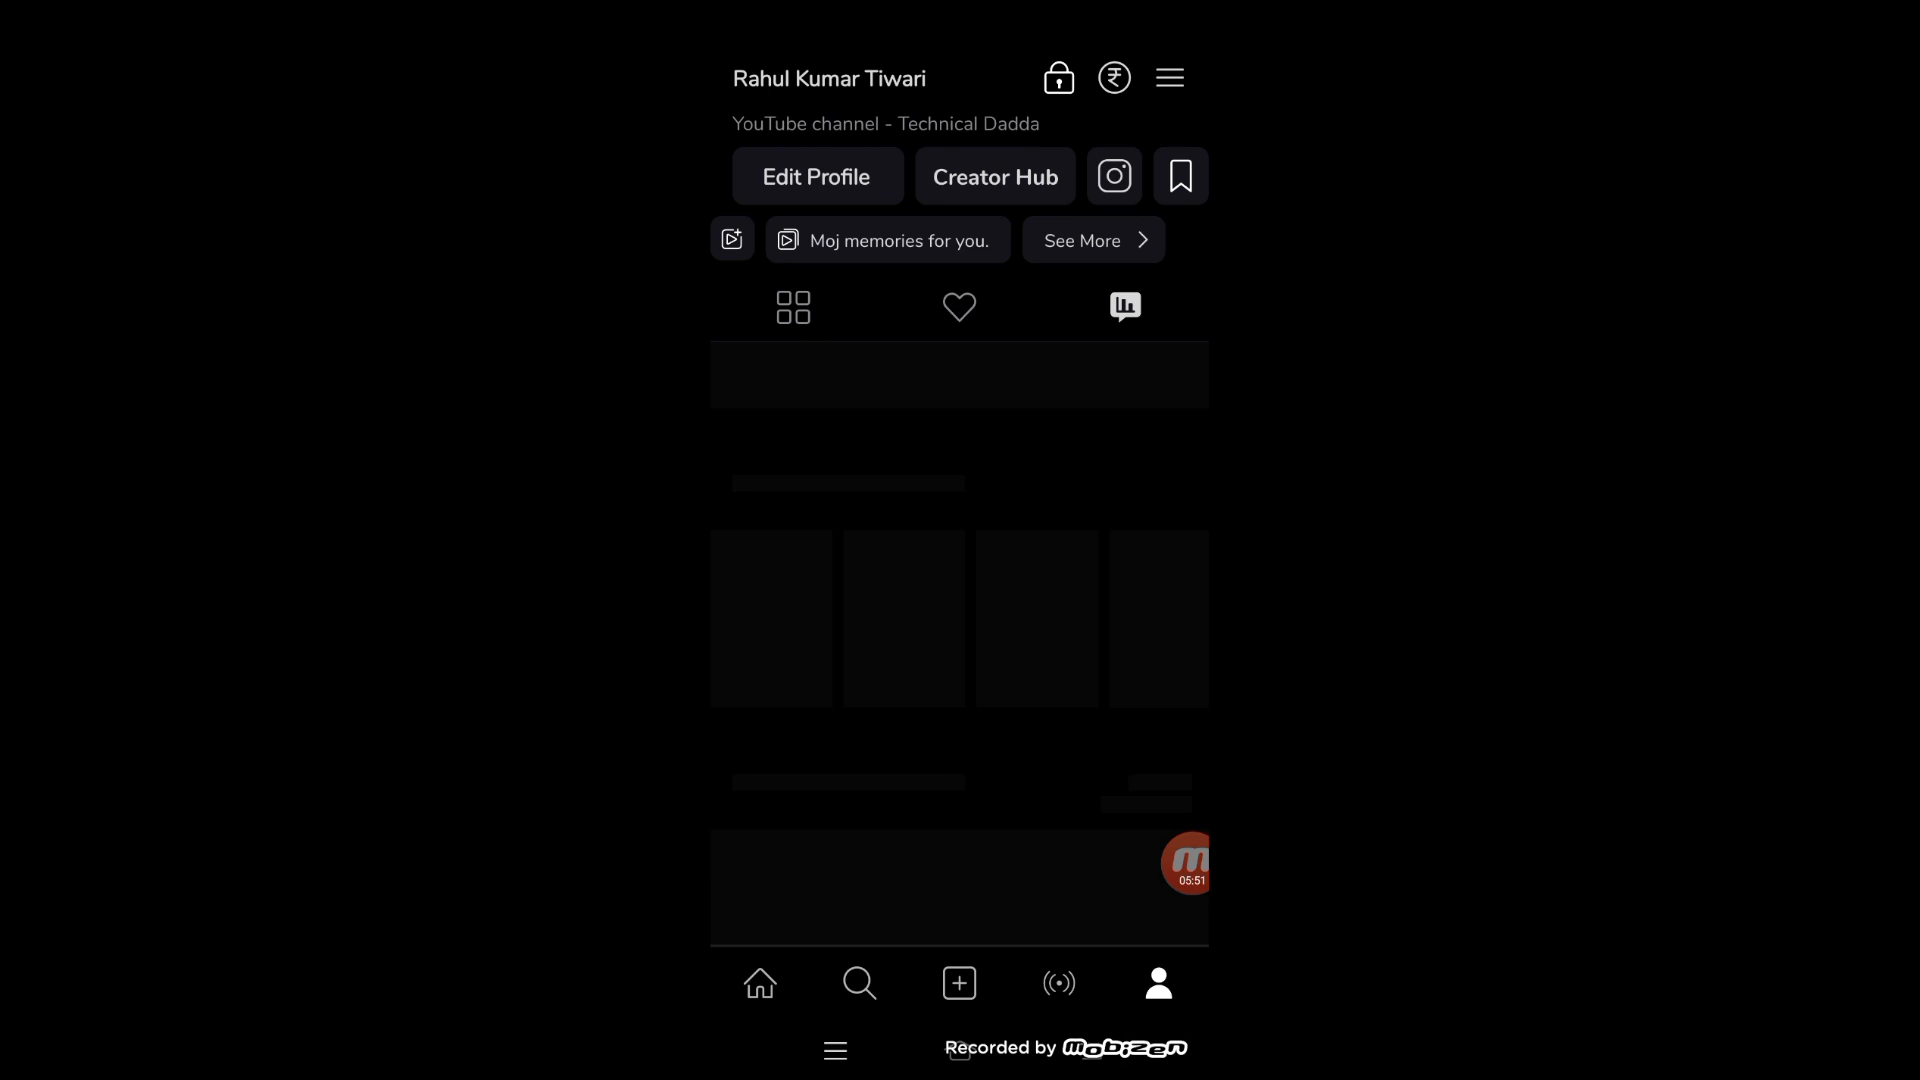 Rahul Kumar Tiwari
YouTube channel - Technical Dadda
Edit Profile
Creator Hub
Moj memories for you.
See More
05:51
Recorded by mobizen